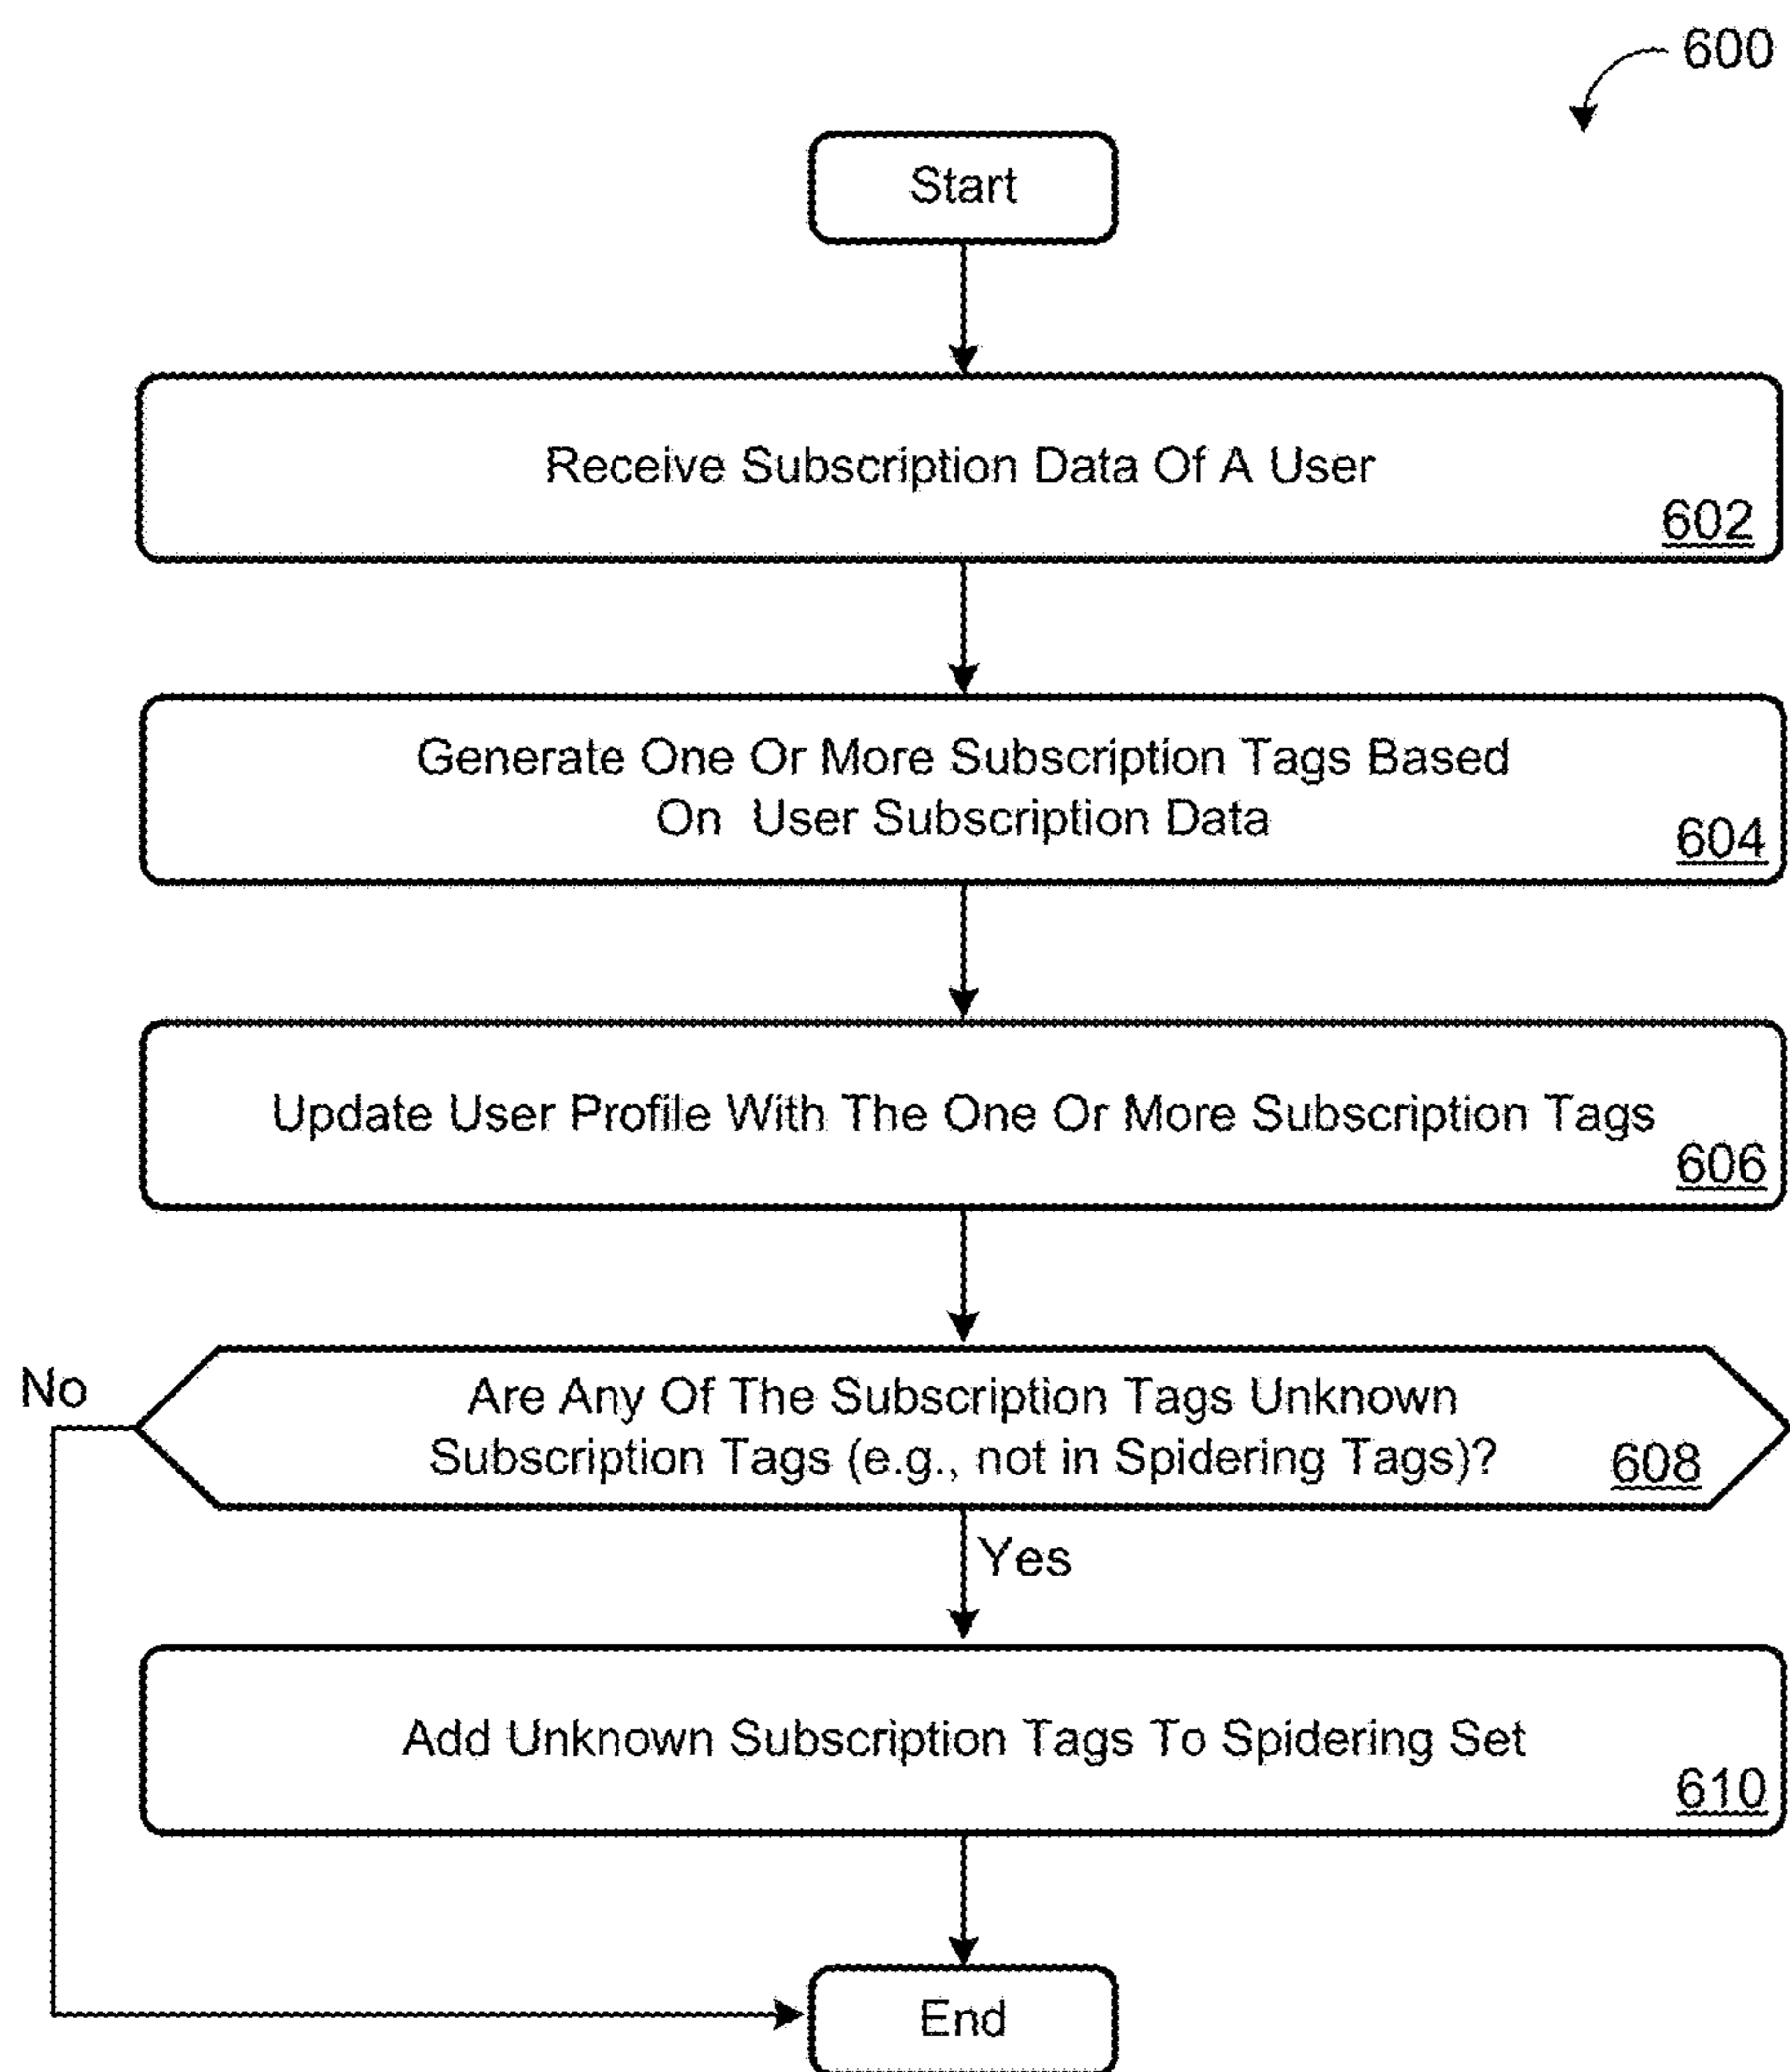 600
Start
Receive Subscription Data Of A User
602
Generate One Or More Subscription Tags Based
On User Subscription Data
604
Update User Profile With The One Or More Subscription Tags
606
No
Are Any Of The Subscription Tags Unknown
Subscription Tags (e.g., not in Spidering Tags)?
608
Yes
Add Unknown Subscription Tags To Spidering Set
610
End